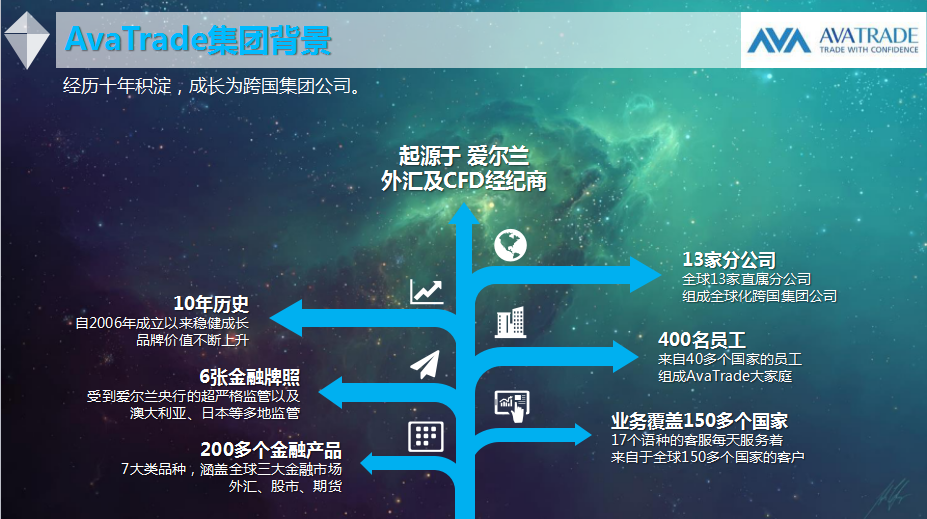 AvaTrade集团背景
AVATRADE
TRADE WITH CONFIDENCE
经历十年积淀，成长为跨国集团公司。
起源于 爱尔兰
外汇及CFD经纪商
10年历史
自2006年成立以来稳健成长
品牌价值不断上升
6张金融牌照
受到爱尔兰央行的超严格监管以及
澳大利亚、日本等多地监管
200多个金融产品
7大类品种，涵盖全球三大金融市场
外汇、股市、期货
13家分公司
全球13家直属分公司
组成全球化跨国集团公司
400名员工
来自40多个国家的员工
组成AvaTrade大家庭
业务覆盖150多个国家
17个语种的客服每天服务着
来自于全球150多个国家的客户